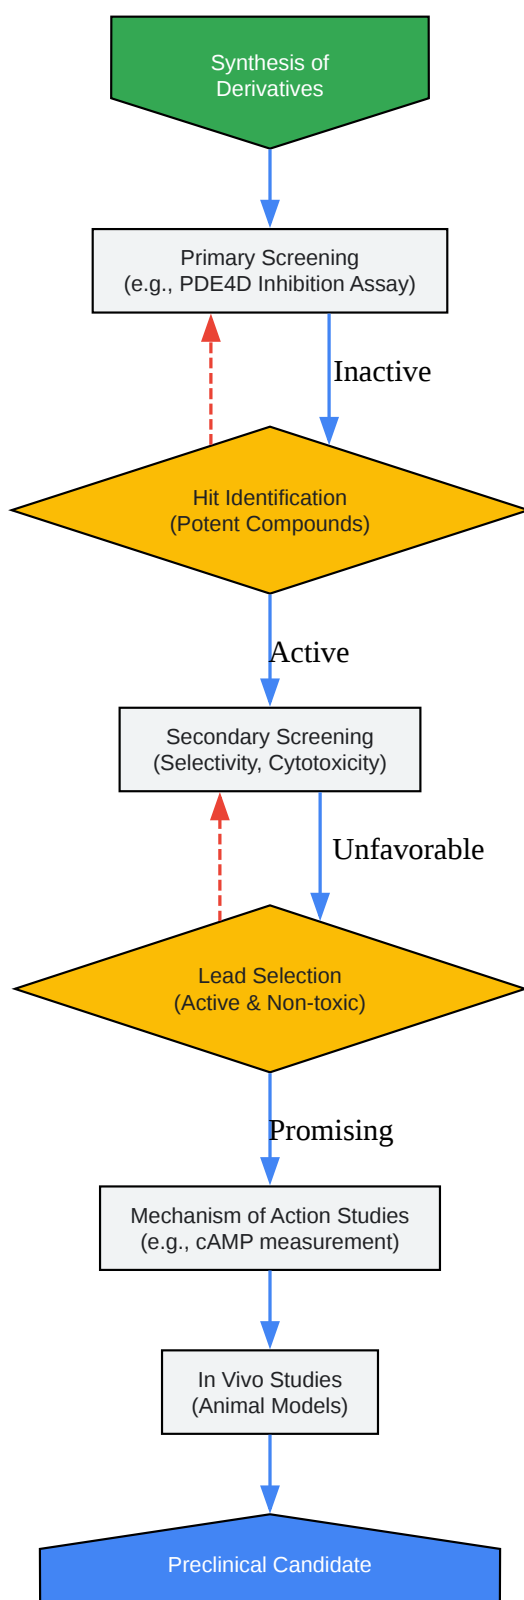 Synthesis of
Derivatives
Primary Screening
(e.g., PDE4D Inhibition Assay)
Inactive
Hit Identification
(Potent Compounds)
Active
Secondary Screening
(Selectivity, Cytotoxicity)
Unfavorable
Lead Selection
(Active & Non-toxic)
Promising
Mechanism of Action Studies
(e.g., cAMP measurement)
In Vivo Studies
(Animal Models)
Preclinical Candidate